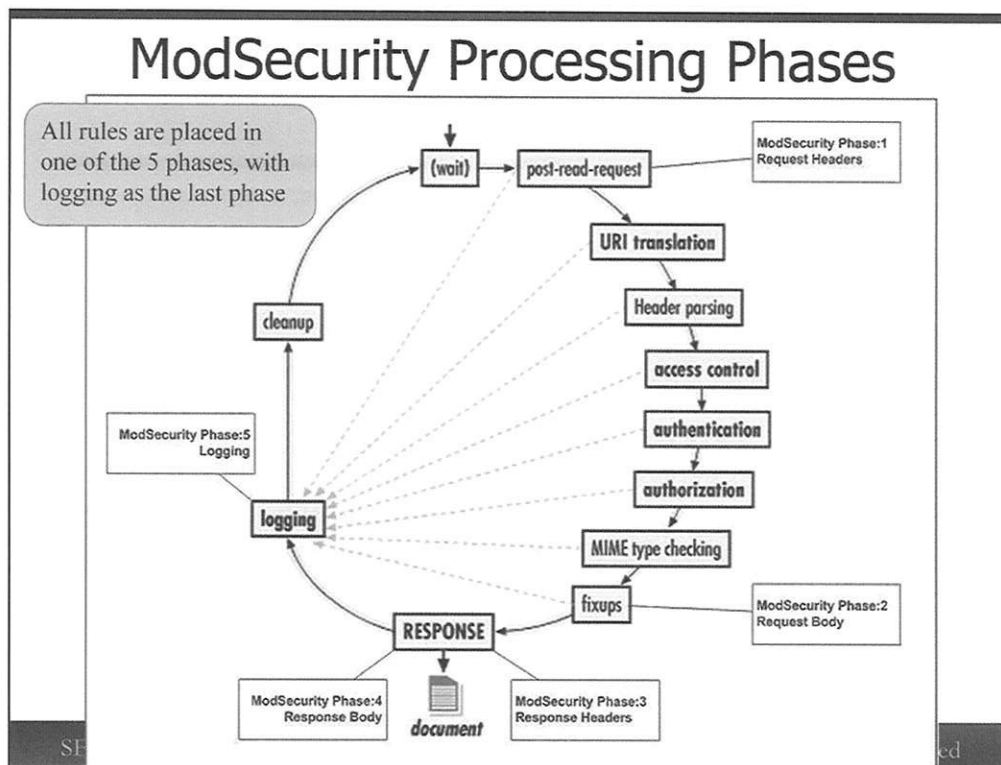 ModSecurity Processing Phases
All rules are placed in
one of the 5 phases, with
logging as the last phase
(wait)
post-read-request
ModSecurity Phase:1
Request Headers
URI translation
Header parsing
cleanup
access control
ModSecurity Phase:5
Logging
authentication
authorization
logging
MIME type checking
fixups
ModSecurity Phase:2
Request Body
RESPONSE
ModSecurity Phase:4
Response Body
document
ModSecurity Phase:3
Response Headers